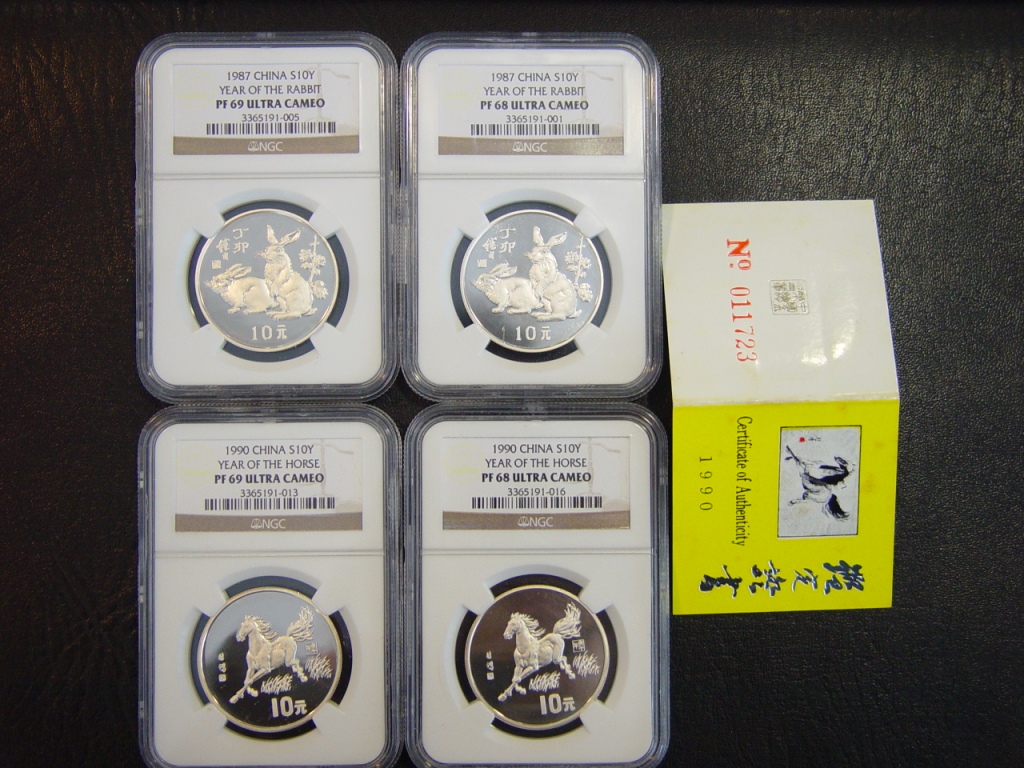 1987 CHINA S10Y
YEAR OF THE RABBIT
PF 69 ULTRA CAMEO
3365191-005
NGC
丁卯
10元
1987 CHINA S10Y
YEAR OF THE RABBIT
PF 68 ULTRA CAMEO
3365191-001
NGC
丁卯
10元
1990 CHINA S10Y
YEAR OF THE HORSE
PF 69 ULTRA CAMEO
3365191-013
NGC
10元
1990 CHINA S10Y
YEAR OF THE HORSE
PF 68 ULTRA CAMEO
3365191-016
NGC
10元
No. 011723
Certificate of Authenticity
1990
鑑定證書